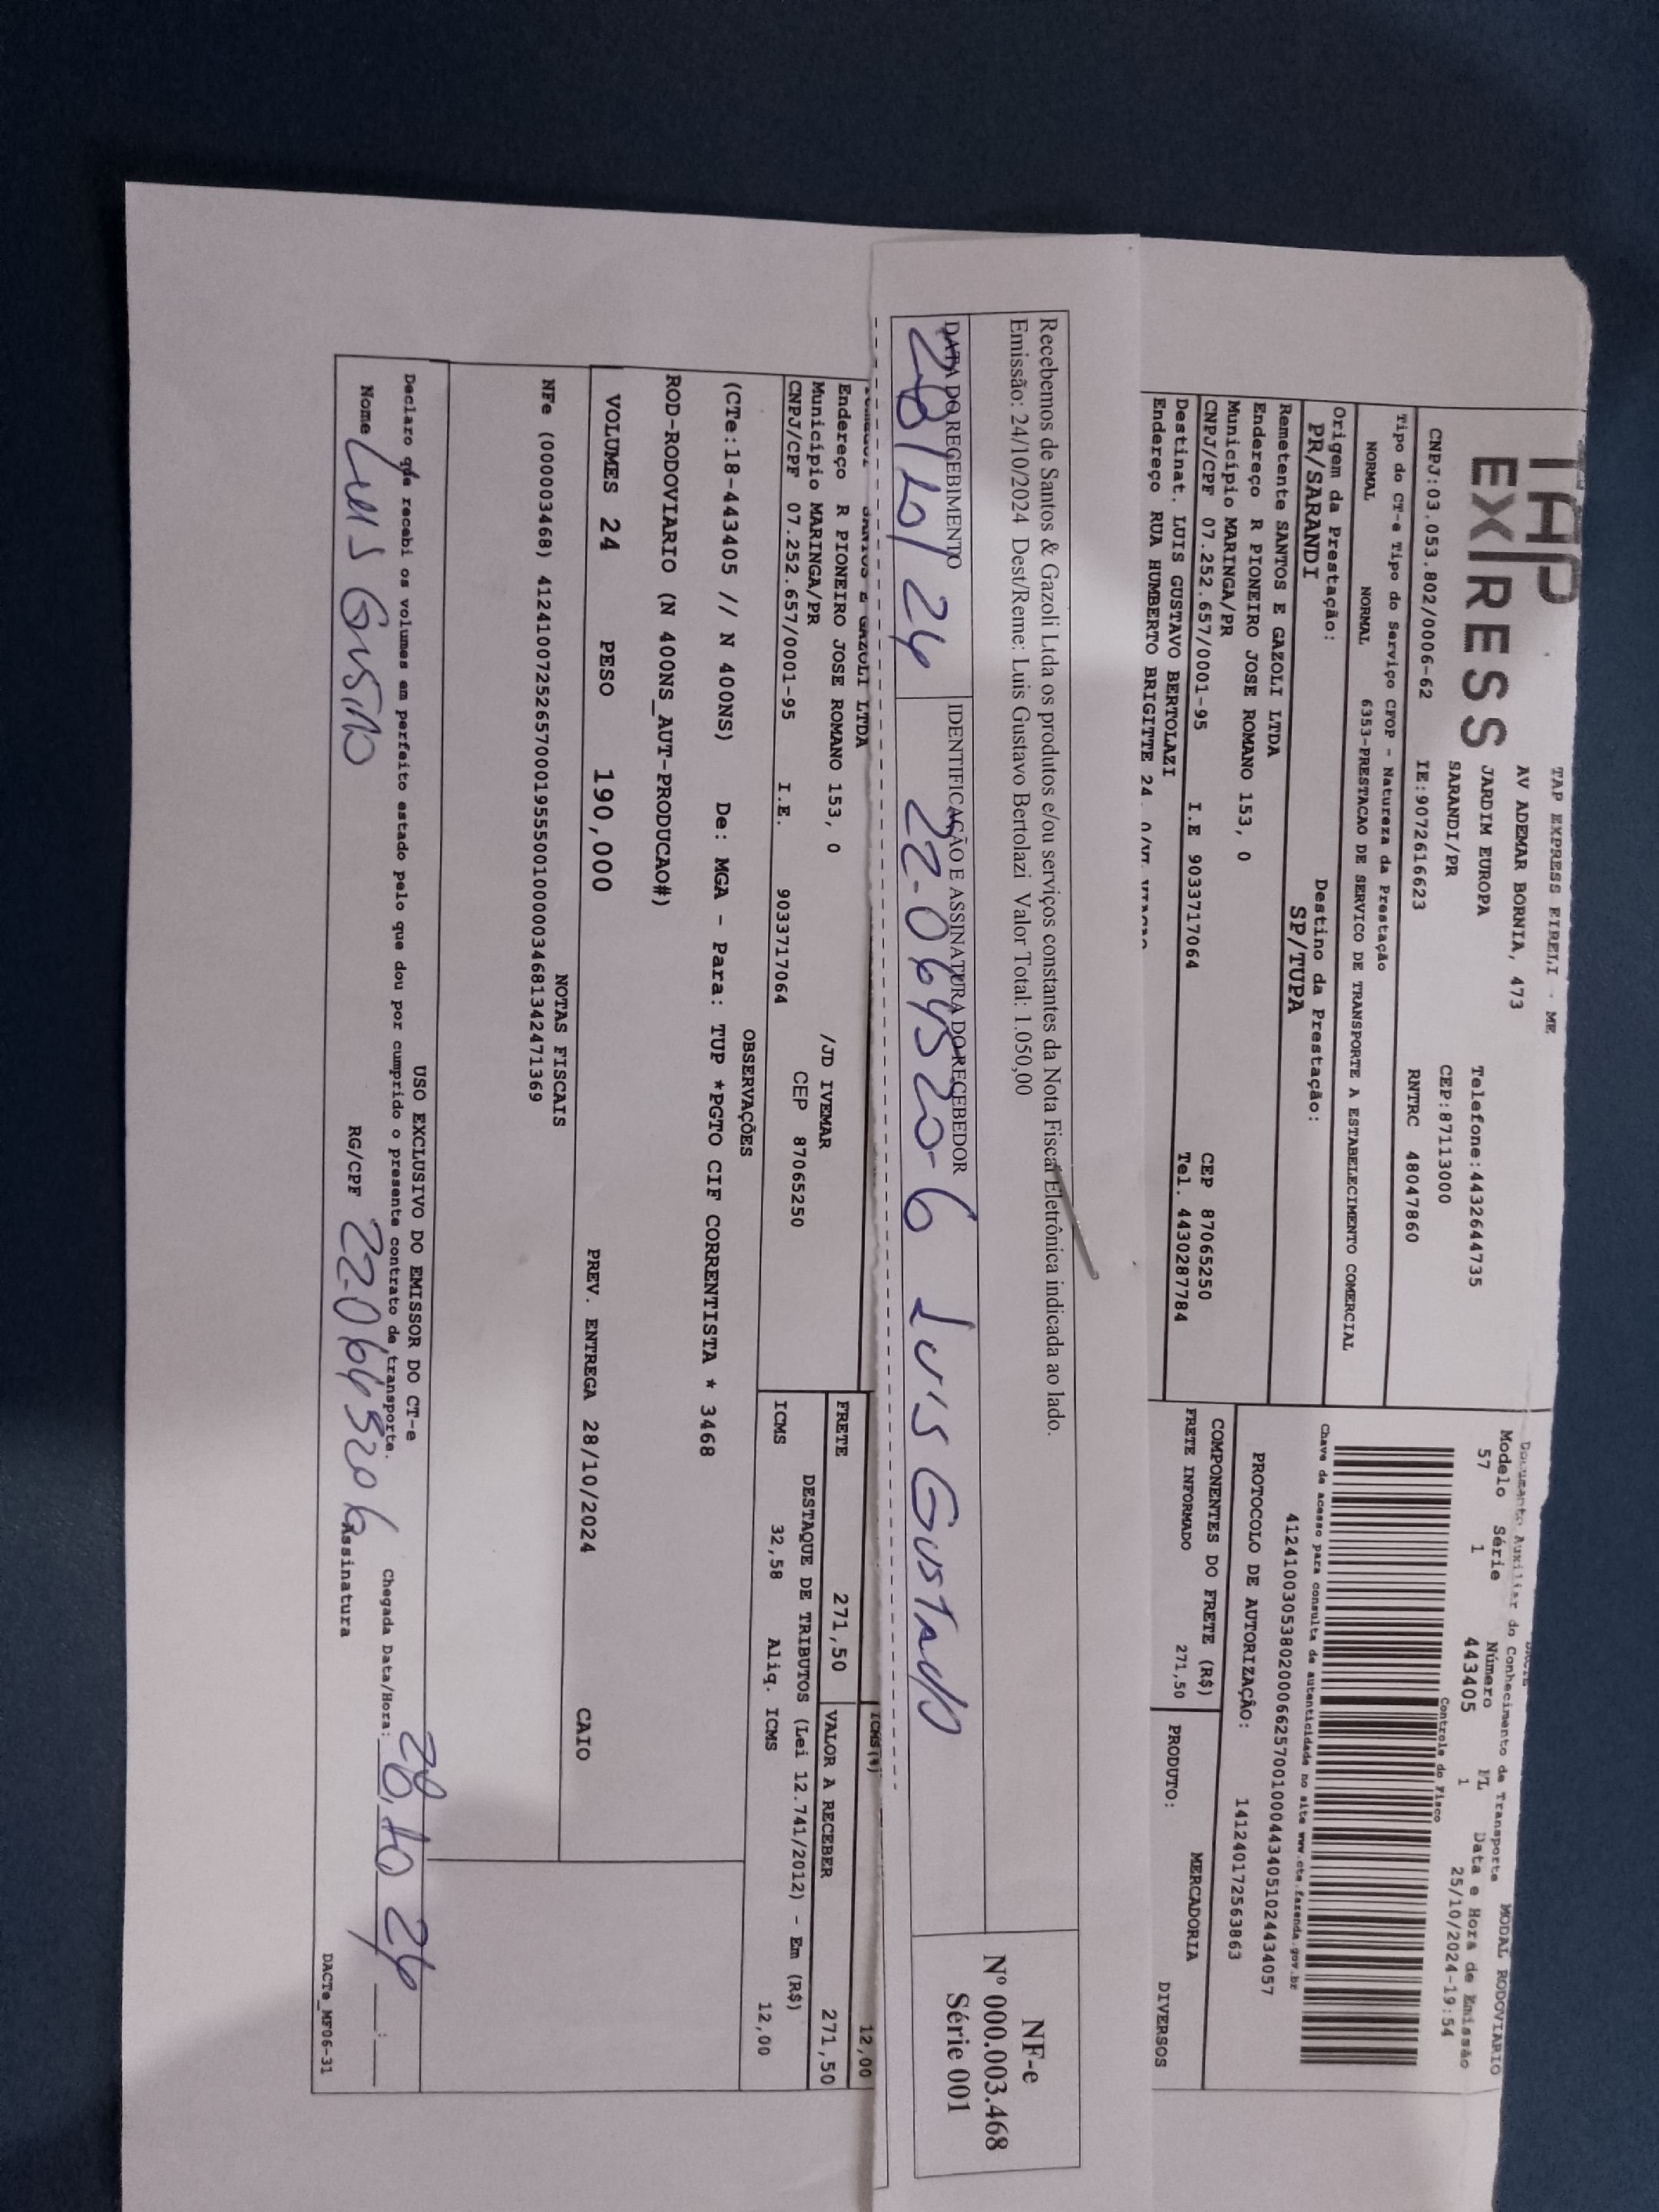 TAP
EXPRESS
TAP EXPRESS EIRELI - ME
AV ADEMAR BORNIA, 473
JARDIM EUROPA
Telefone:4432644735
SARANDI/PR
CEP:87113000
CNPJ:03.053.802/0006-62 IE:9072616623 RNTRC 48047860
Documento Auxiliar do Conhecimento de Transporte MODAL RODOVIARIO
Modelo Série Número FL Data e Hora de Emissão
57 1 443405 1 25/10/2024-19:54
Controle do Fisco
Chave de acesso para consulta de autenticidade no site www.cte.fazenda.gov.br
41241003053802000662570010004434051024434057
PROTOCOLO DE AUTORIZAÇÃO: 141240172563863
Tipo do CT-e Tipo do Serviço CFOP - Natureza da Prestação
NORMAL NORMAL 6353-PRESTACAO DE SERVICO DE TRANSPORTE A ESTABELECIMENTO COMERCIAL
Origem da Prestação: Destino da Prestação:
PR/SARANDI SP/TUPA
Remetente SANTOS E GAZOLI LTDA
Endereço R PIONEIRO JOSE ROMANO 153, 0
Município MARINGA/PR CEP 87065250
CNPJ/CPF 07.252.657/0001-95 I.E 9033717064 Tel. 4430287784
Destinat. LUIS GUSTAVO BERTOLAZI
Endereço RUA HUMBERTO BRIGITTE 24
COMPONENTES DO FRETE (R$) MERCADORIA
FRETE INFORMADO 271,50 PRODUTO: DIVERSOS
Recebemos de Santos & Gazoli Ltda os produtos e/ou serviços constantes da Nota Fiscal Eletrônica indicada ao lado.
Emissão: 24/10/2024 Dest/Reme: Luis Gustavo Bertolazi Valor Total: 1.050,00
NF-e
Nº 000.003.468
Série 001
DATA DO RECEBIMENTO IDENTIFICAÇÃO E ASSINATURA DO RECEBEDOR
28/10/24 22.064520-6 Luis Gustavo
SANTOS E GAZOLI LTDA
ICMS(%) 12,00
Endereço R PIONEIRO JOSE ROMANO 153, 0 /JD IVEMAR
Município MARINGA/PR CEP 87065250
CNPJ/CPF 07.252.657/0001-95 I.E. 9033717064
FRETE 271,50 VALOR A RECEBER 271,50
DESTAQUE DE TRIBUTOS (Lei 12.741/2012) - Em (R$)
ICMS 32,58 Aliq. ICMS 12,00
OBSERVAÇÕES
(CTe:18-443405 // N 400NS) De: MGA - Para: TUP *PGTO CIF CORRENTISTA * 3468
ROD-RODOVIARIO (N 400NS_AUT-PRODUCAO#)
VOLUMES 24 PESO 190,000 PREV. ENTREGA 28/10/2024 CAIO
NOTAS FISCAIS
NFe (000003468) 41241007252657000195550010000034681342471369
USO EXCLUSIVO DO EMISSOR DO CT-e
Declaro que recebi os volumes em perfeito estado pelo que dou por cumprido o presente contrato de transporte.
Chegada Data/Hora: 28 10 24 __:__
Nome Luis Gustavo RG/CPF 22.0645206 Assinatura
DACTe_MF06-31